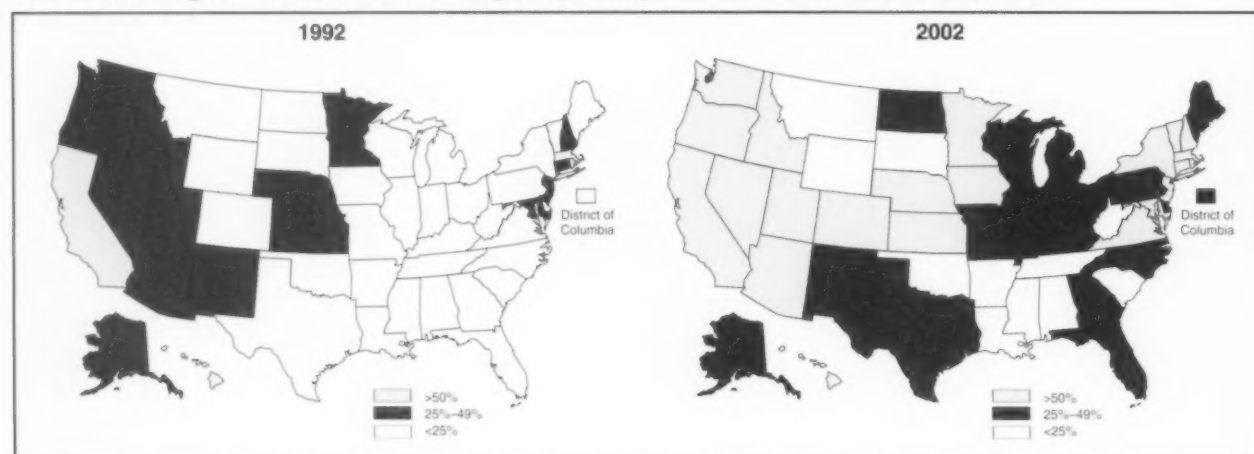 1992
District of
Columbia
>50%
25%–49%
<25%
2002
District of
Columbia
>50%
25%–49%
<25%